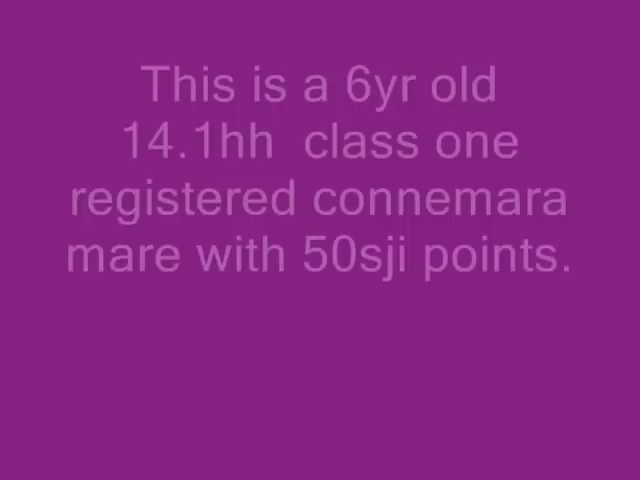 This is a 6yr old
14.1hh  class one
registered connemara
mare with 50sji points.